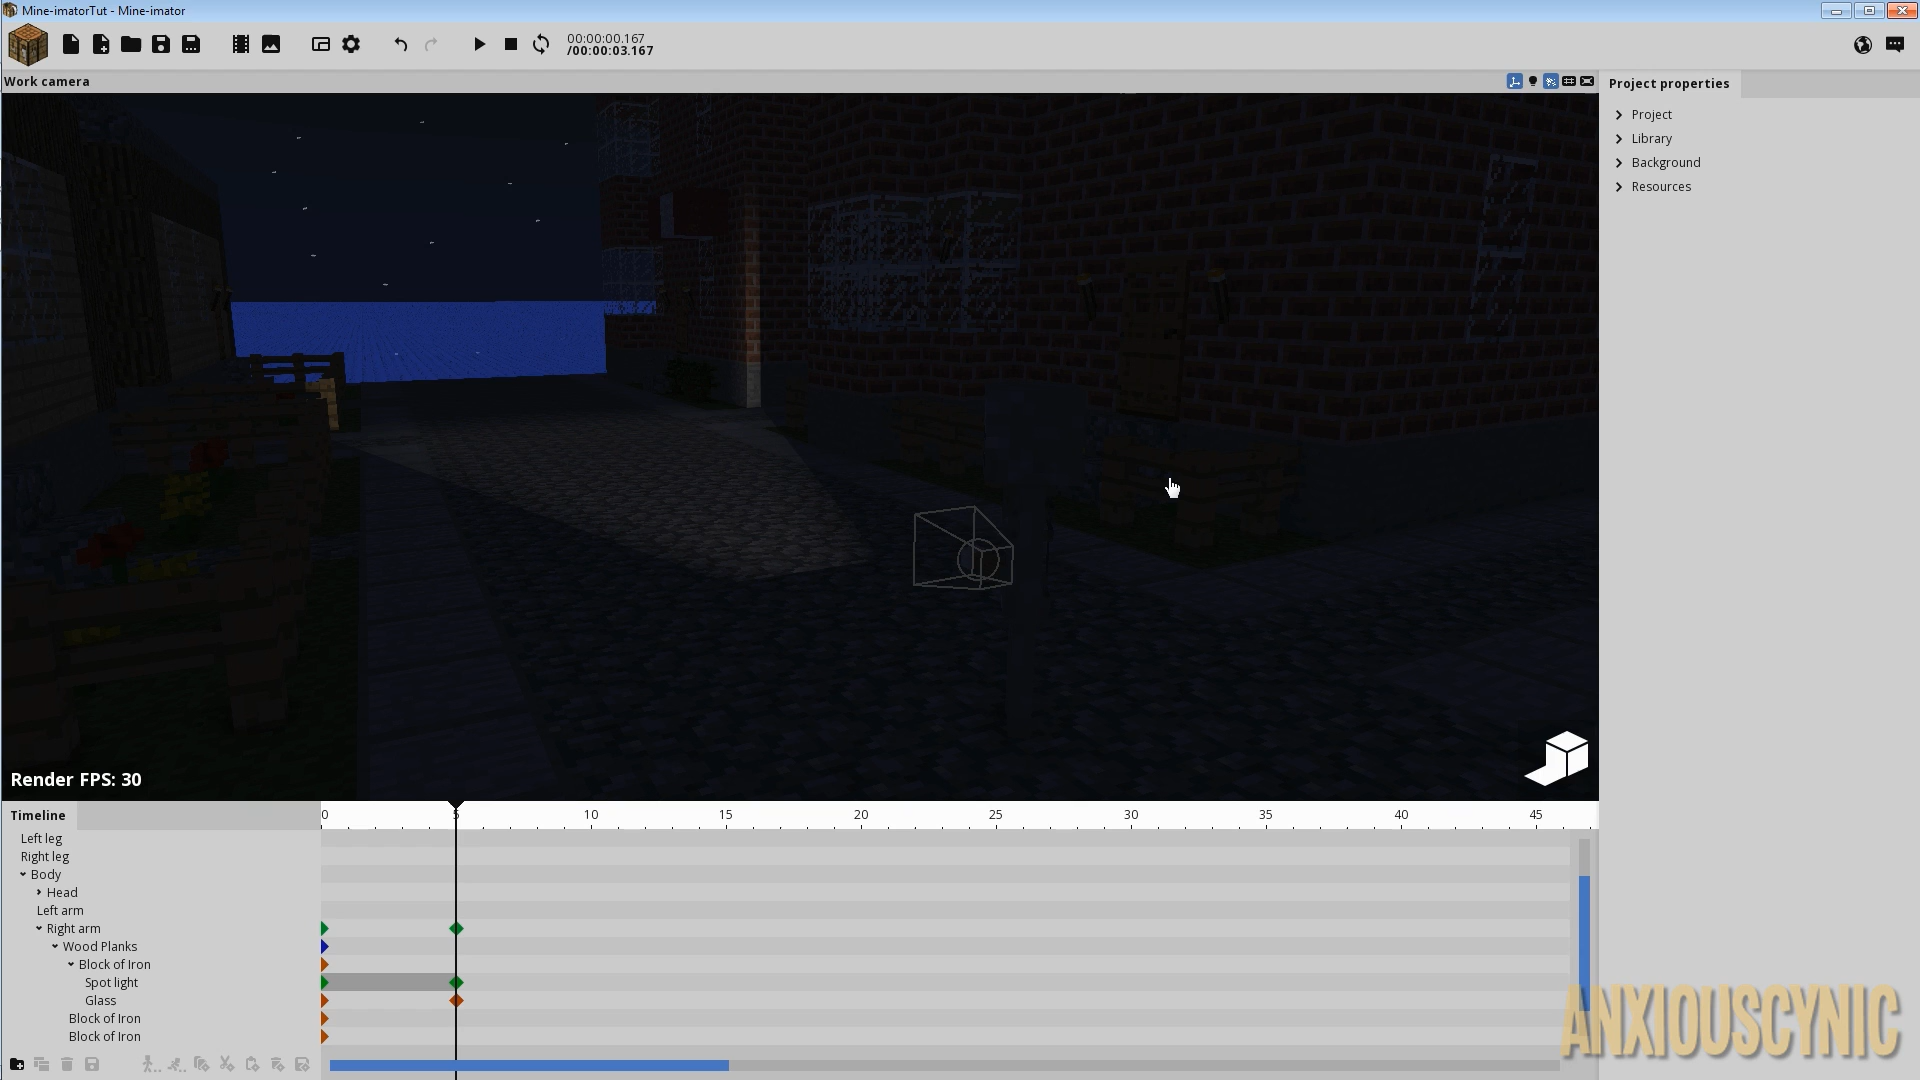 Mine-imatorTut - Mine-imator
00:00:00.167
/00:00:03.167
Work camera
Project properties
Project
Library
Background
Resources
Render FPS: 30
Timeline
0 5 10 15 20 25 30 35 40 45
Left leg
Right leg
Body
Head
Left arm
Right arm
Wood Planks
Block of Iron
Spot light
Glass
Block of Iron
Block of Iron
ANXIOUSCYNIC